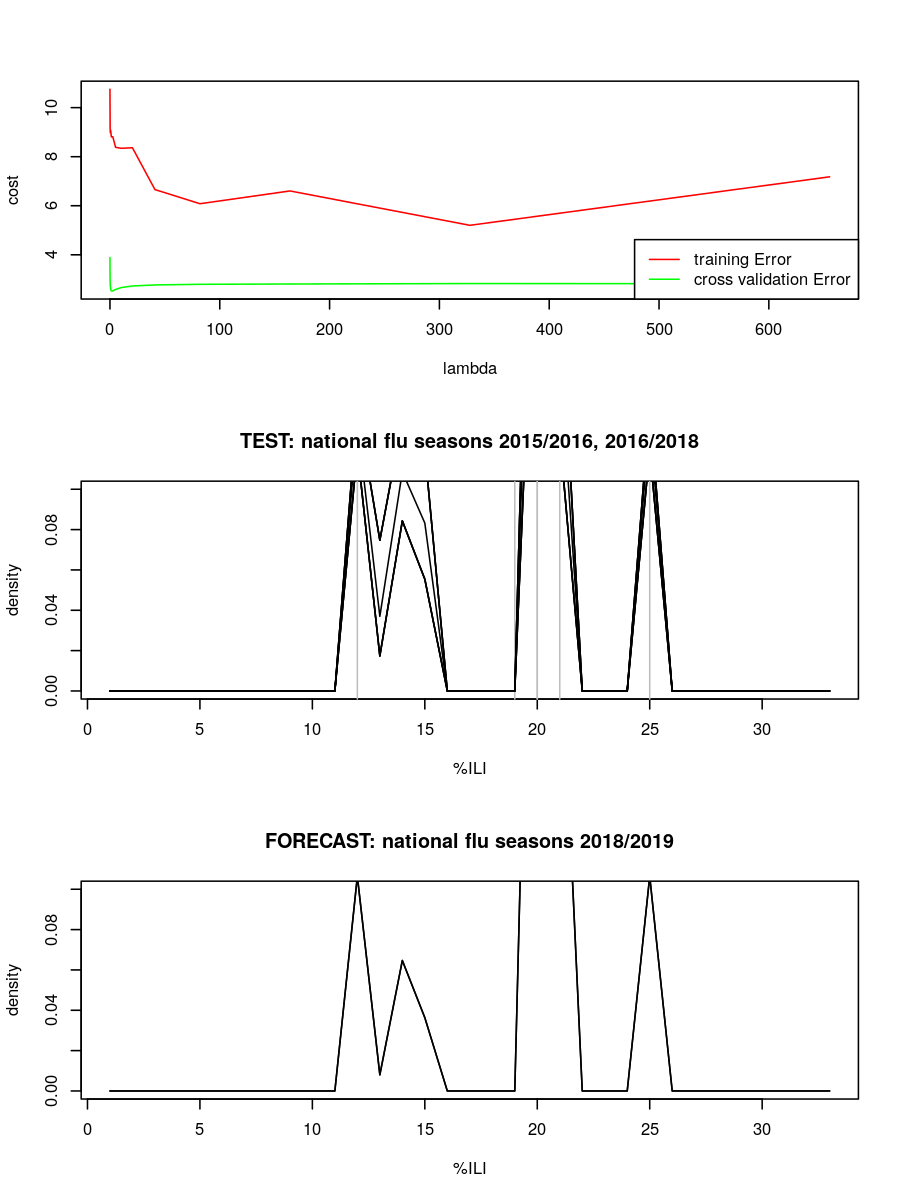 10
8
6
4
cost
training Error
cross validation Error
0 100 200 300 400 500 600
lambda
TEST: national flu seasons 2015/2016, 2016/2018
0.08
0.04
0.00
density
0 5 10 15 20 25 30
%ILI
FORECAST: national flu seasons 2018/2019
0.08
0.04
0.00
density
0 5 10 15 20 25 30
%ILI